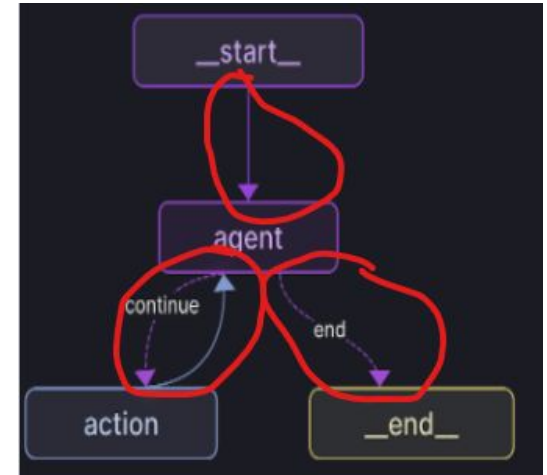 __start__
agent
continue
end
action
__end__